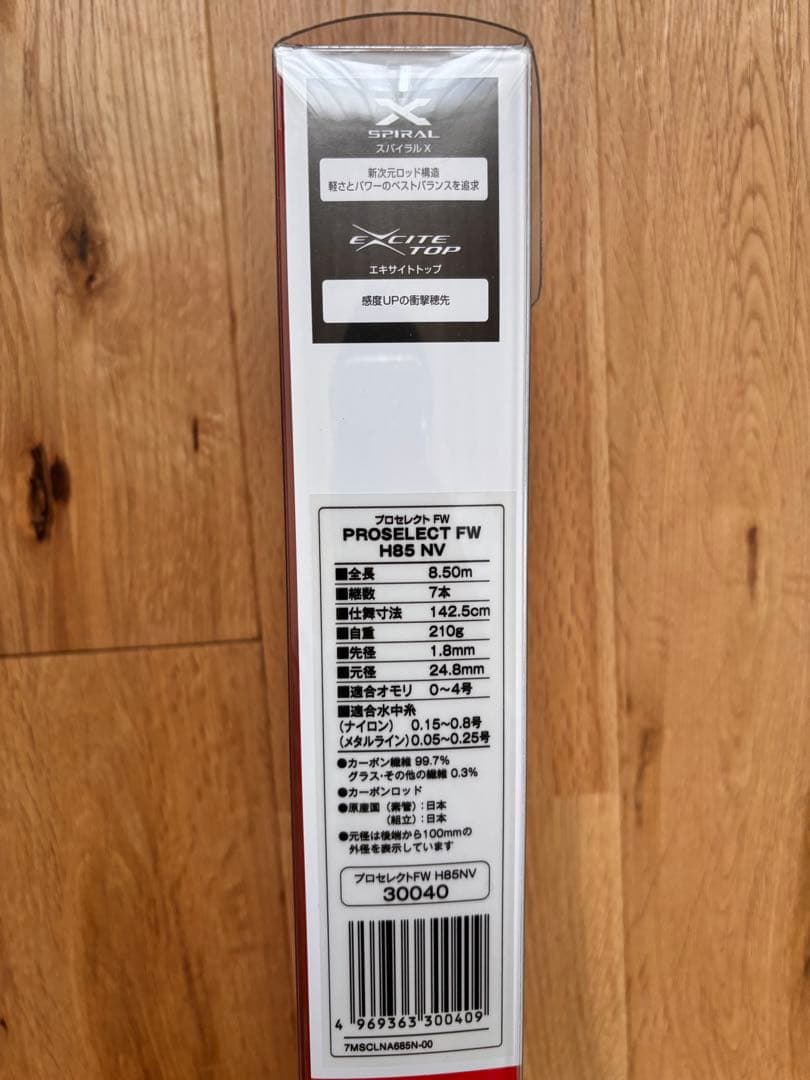 X
SPIRAL
スパイラルX
新次元ロッド構造
軽さとパワーのベストバランスを追求
EXCITE
TOP
エキサイトトップ
感度UPの衝撃穂先
プロセレクト FW
PROSELECT FW
H85 NV
■全長 8.50m
■継数 7本
■仕舞寸法 142.5cm
■自重 210g
■先径 1.8mm
■元径 24.8mm
■適合オモリ 0〜4号
■適合水中糸
(ナイロン) 0.15〜0.8号
(メタルライン)0.05〜0.25号
●カーボン繊維 99.7%
グラス・その他の繊維 0.3%
●カーボンロッド
●原産国(素管):日本
(組立):日本
●元径は後端から100mmの
外径を表示しています
プロセレクトFW H85NV
30040
4 969363 300409
7MSCLNA685N-00